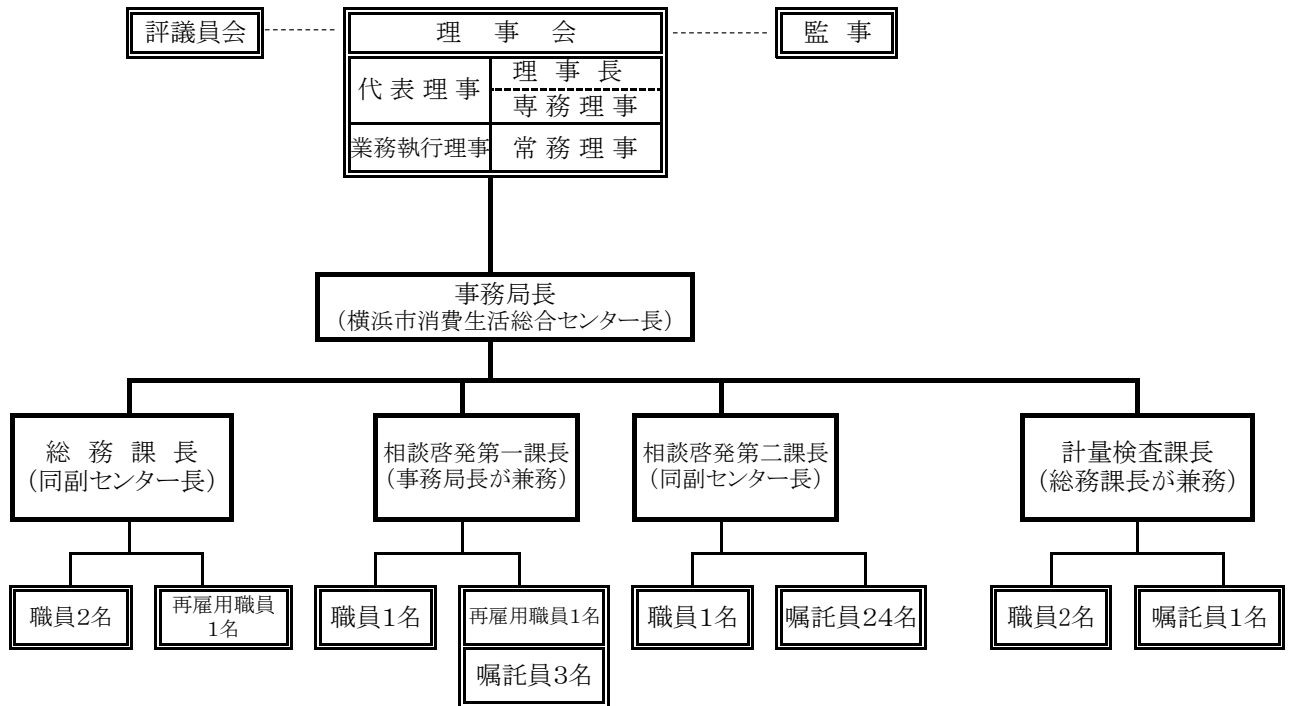 評議員会
理　事　会
監　事
代表理事
理　事　長
専務理事
業務執行理事
常務理事
事務局長
（横浜市消費生活総合センター長）
総　務　課　長
（同副センター長）
相談啓発第一課長
（事務局長が兼務）
相談啓発第二課長
（同副センター長）
計量検査課長
（総務課長が兼務）
職員2名
再雇用職員
1名
職員1名
再雇用職員1名
嘱託員3名
職員1名
嘱託員24名
職員2名
嘱託員1名